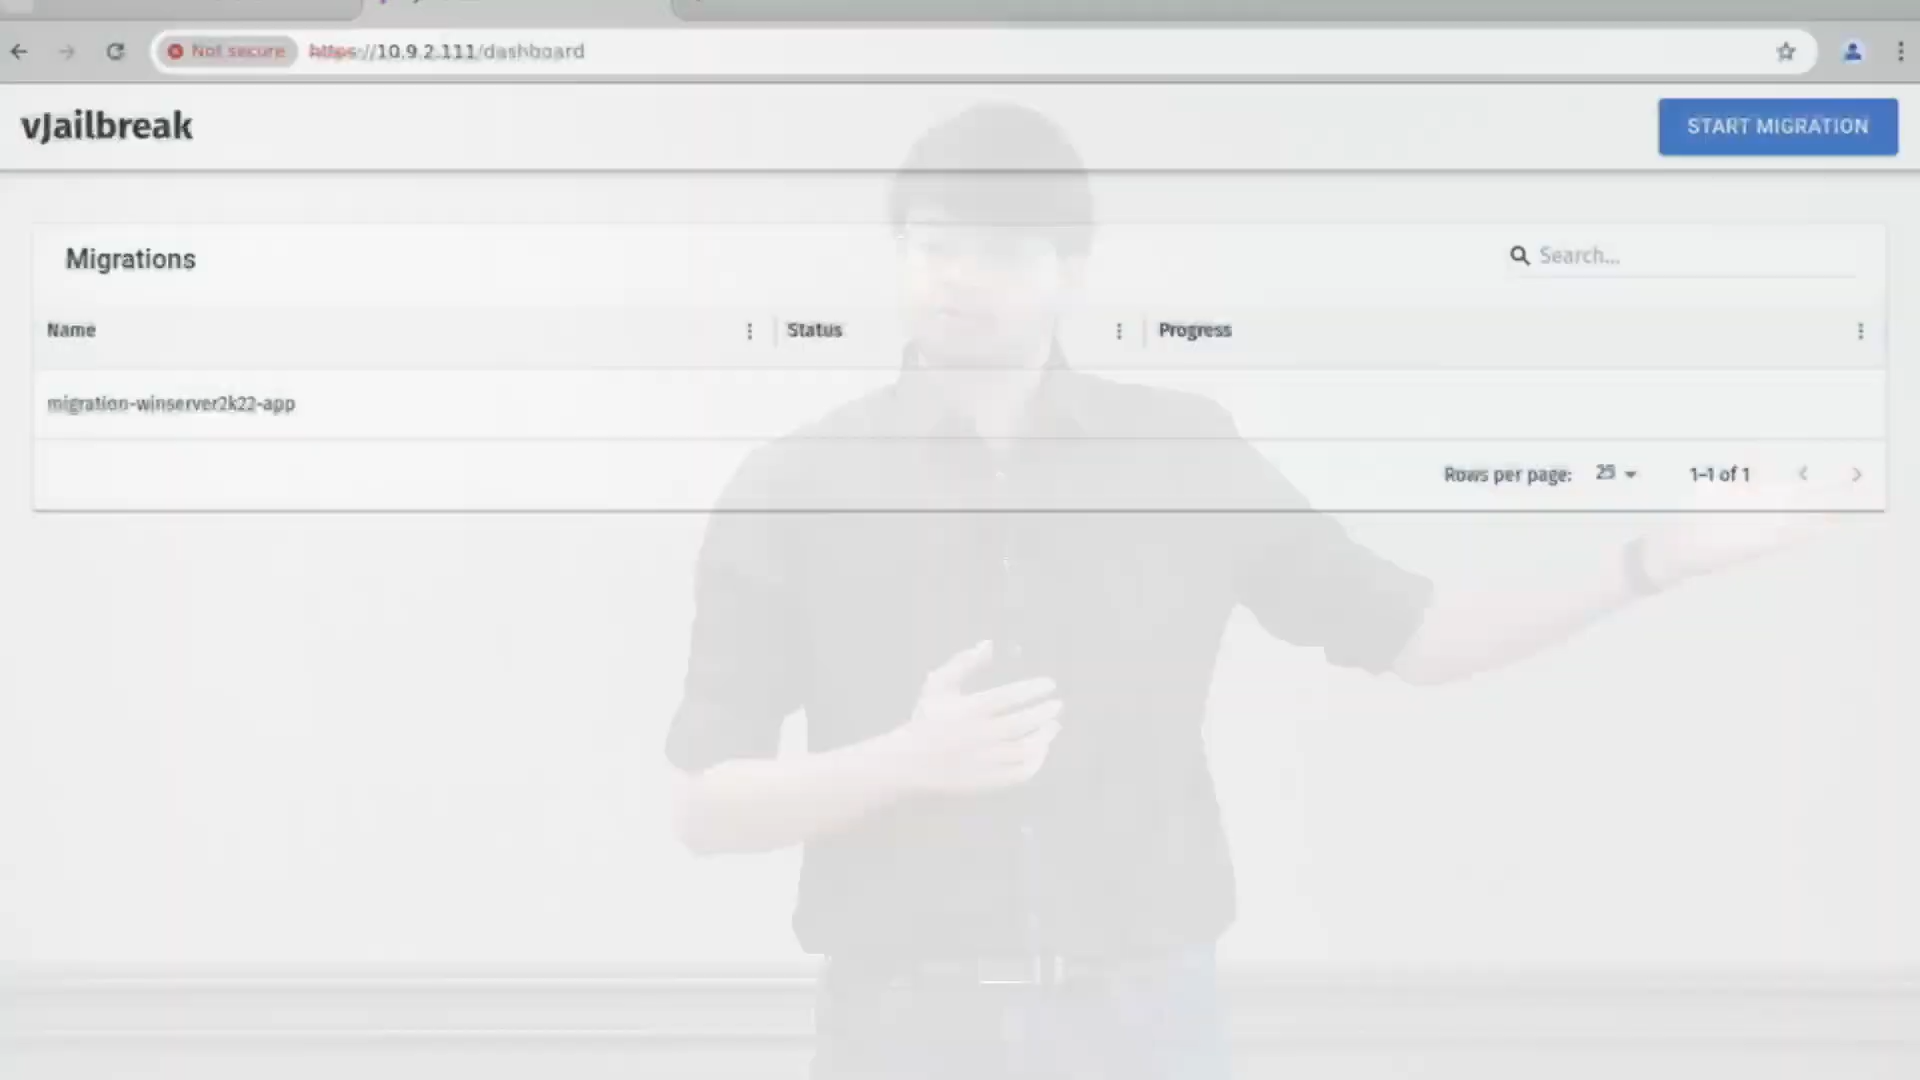 Not secure https://10.9.2.111/dashboard
vJailbreak
START MIGRATION
Migrations
Search...
Name Status Progress
migration-winserver2k22-app
Rows per page: 25 1-1 of 1